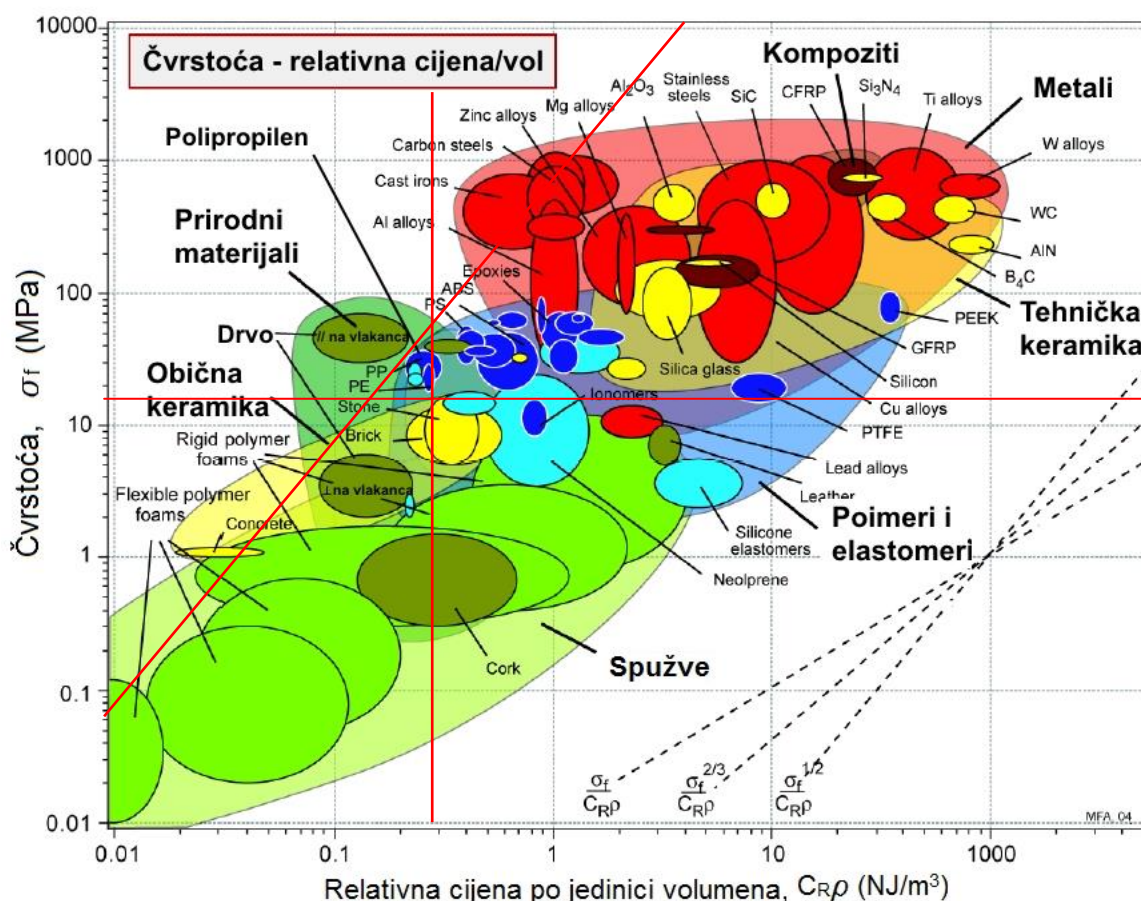 10000
1000
100
10
1
0.1
0.01
Čvrstoća, σf (MPa)
Čvrstoća - relativna cijena/vol
Polipropilen
Prirodni
materijali
Drvo
Obična
keramika
Kompoziti
Metali
Tehnička
keramika
Poimeri i
elastomeri
Spužve
Zinc alloys
Carbon steels
Cast irons
Al alloys
Mg alloys
Al2O3
Stainless
steels
SiC
CFRP
Si3N4
Ti alloys
W alloys
WC
AlN
B4C
PEEK
GFRP
Silicon
Cu alloys
PTFE
Lead alloys
Leather
Silicone
elastomers
Neolprene
Ionomers
Silica glass
Epoxies
ABS
PS
// na vlakanca
PP
PE
Stone
Brick
Rigid polymer
foams
⊥na vlakanca
Flexible polymer
foams
Concrete
Cork
σf
CRρ
σf2/3
CRρ
σf1/2
CRρ
MFA, 04
0.01
0.1
1
10
1000
Relativna cijena po jedinici volumena, CRρ (NJ/m3)